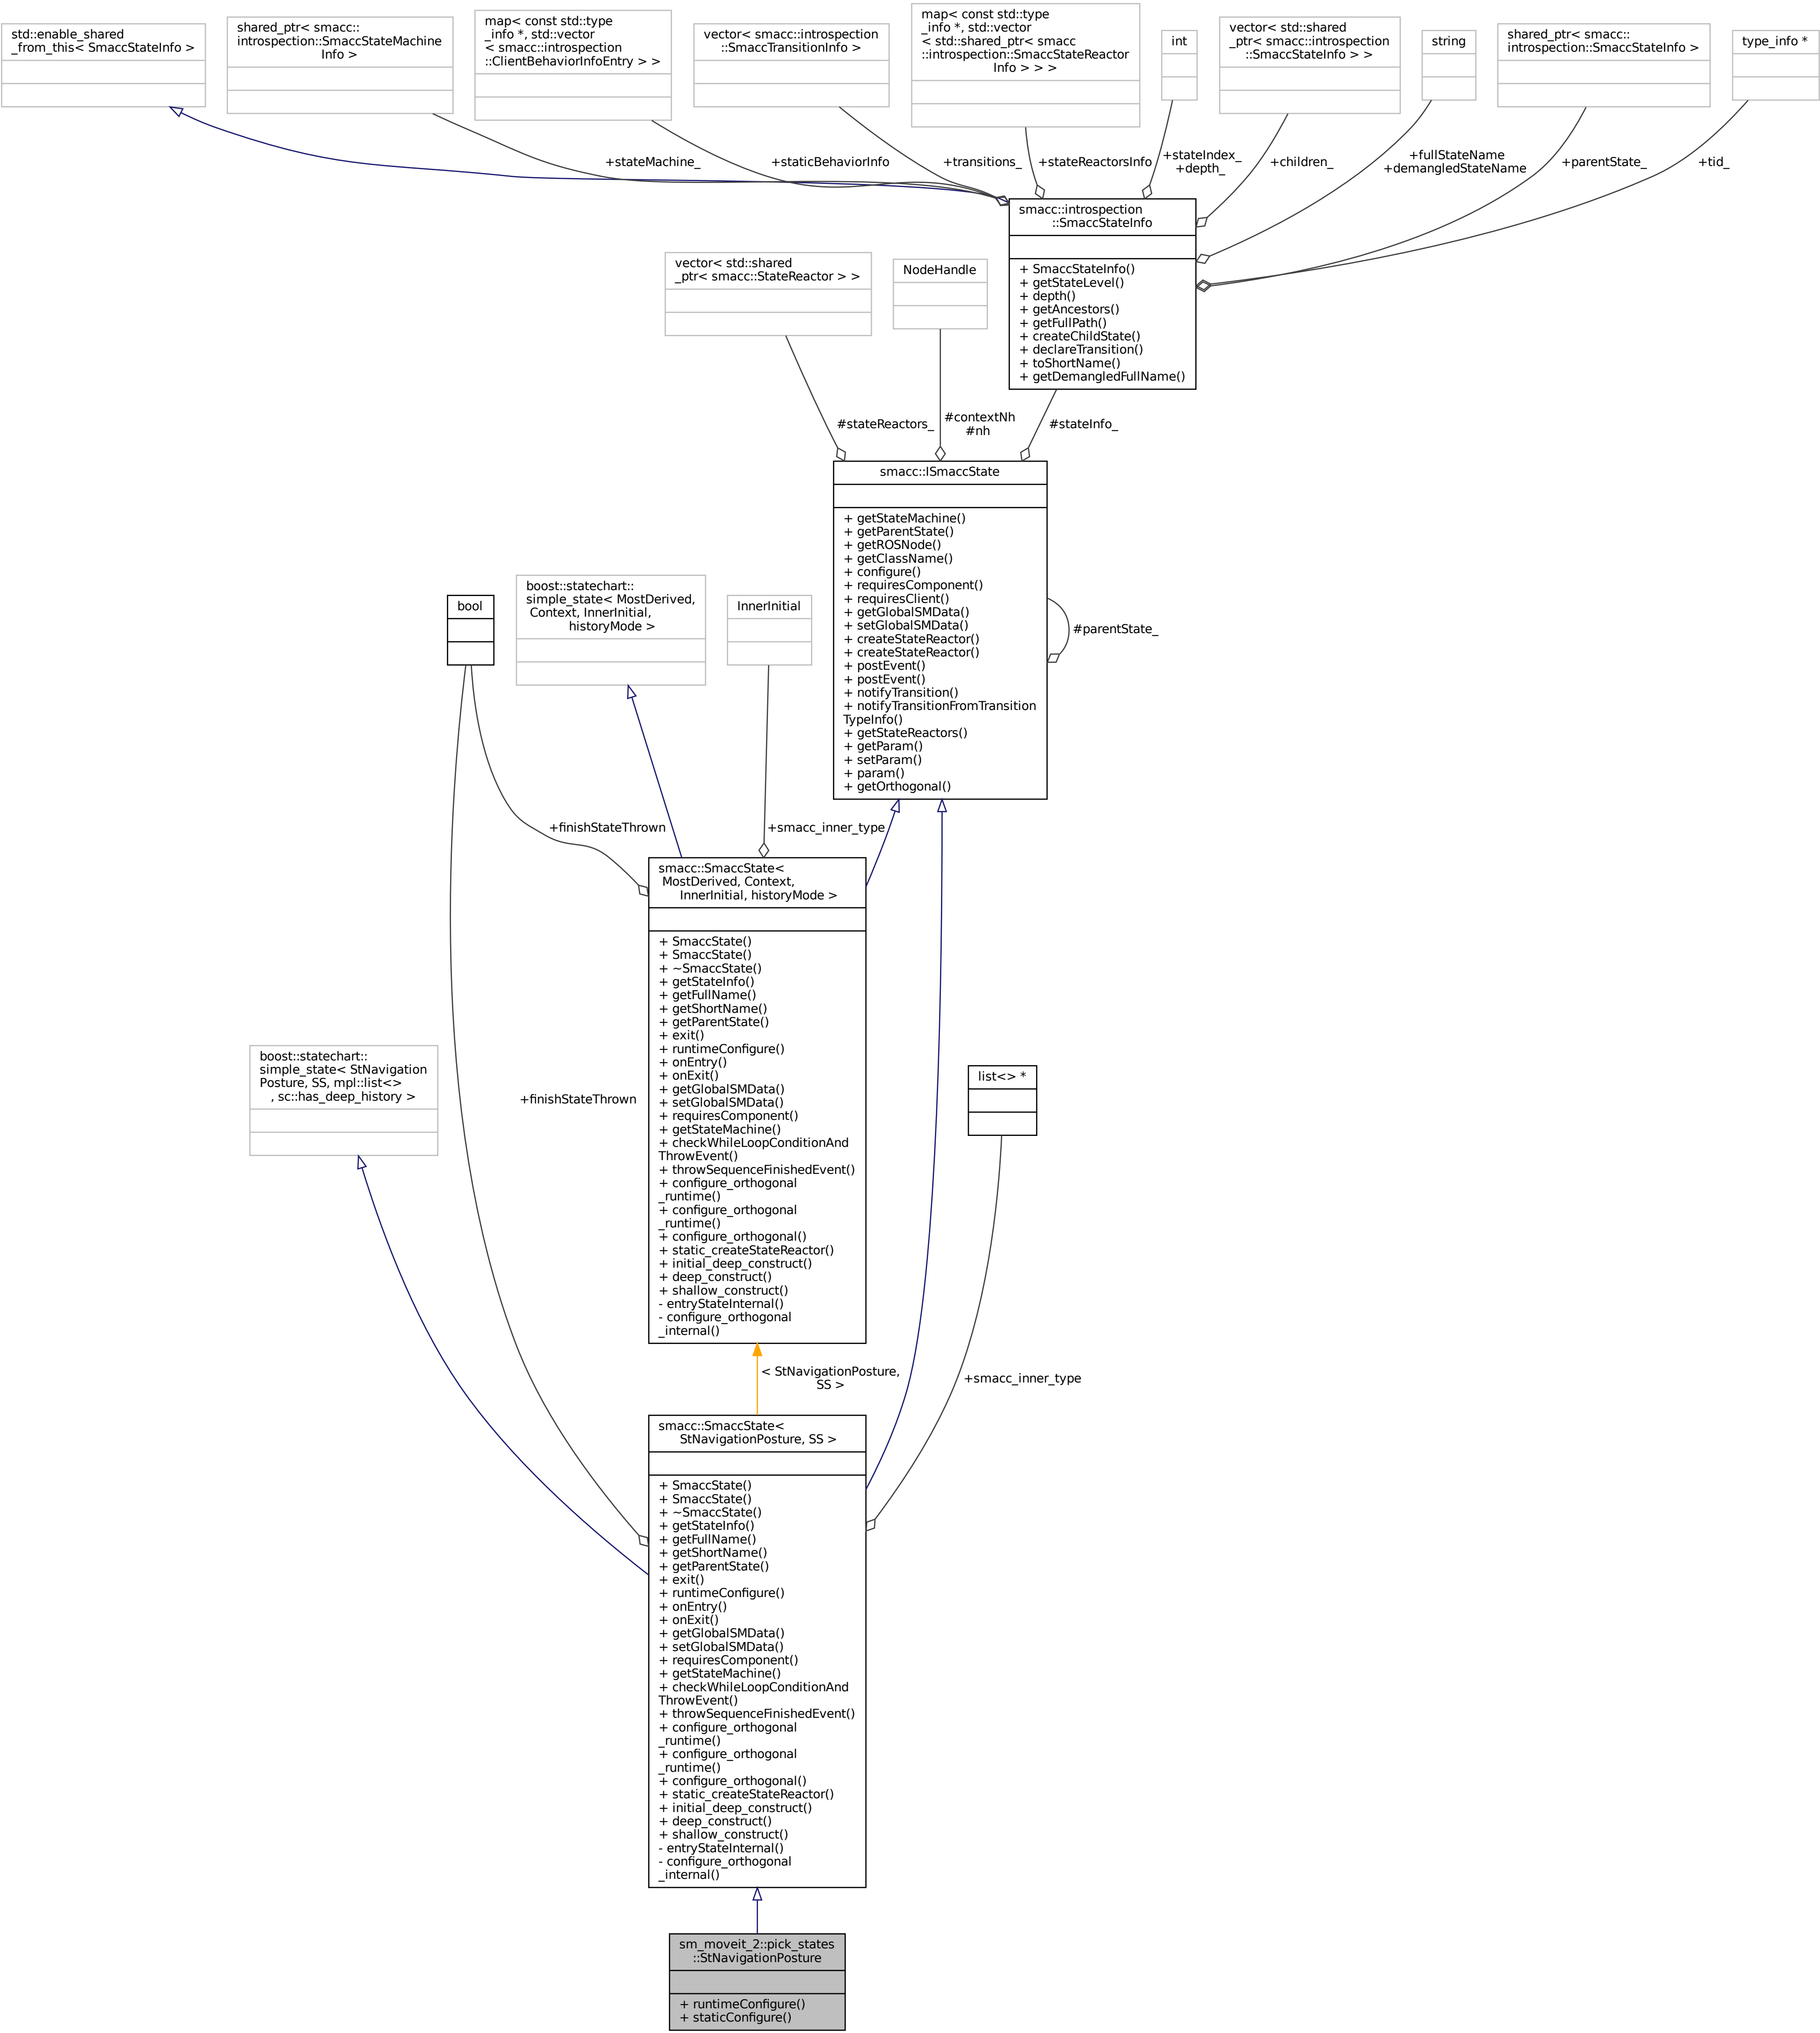 std::enable_shared
_from_this< SmaccStateInfo >
shared_ptr< smacc::
introspection::SmaccStateMachine
Info >
map< const std::type
_info *, std::vector
< smacc::introspection
::ClientBehaviorInfoEntry > >
vector< smacc::introspection
::SmaccTransitionInfo >
map< const std::type
_info *, std::vector
< std::shared_ptr< smacc
::introspection::SmaccStateReactor
Info > > >
int
vector< std::shared
_ptr< smacc::introspection
::SmaccStateInfo > >
string
shared_ptr< smacc::
introspection::SmaccStateInfo >
type_info *
+stateMachine_
+staticBehaviorInfo
+transitions_
+stateReactorsInfo
+stateIndex_
+depth_
+children_
+fullStateName
+demangledStateName
+parentState_
+tid_
smacc::introspection
::SmaccStateInfo
+ SmaccStateInfo()
+ getStateLevel()
+ depth()
+ getAncestors()
+ getFullPath()
+ createChildState()
+ declareTransition()
+ toShortName()
+ getDemangledFullName()
vector< std::shared
_ptr< smacc::StateReactor > >
NodeHandle
#stateReactors_
#contextNh
#nh
#stateInfo_
smacc::ISmaccState
+ getStateMachine()
+ getParentState()
+ getROSNode()
+ getClassName()
+ configure()
+ requiresComponent()
+ requiresClient()
+ getGlobalSMData()
+ setGlobalSMData()
+ createStateReactor()
+ createStateReactor()
+ postEvent()
+ postEvent()
+ notifyTransition()
+ notifyTransitionFromTransition
TypeInfo()
+ getStateReactors()
+ getParam()
+ setParam()
+ param()
+ getOrthogonal()
#parentState_
bool
boost::statechart::
simple_state< MostDerived,
Context, InnerInitial,
historyMode >
InnerInitial
+finishStateThrown
+smacc_inner_type
smacc::SmaccState<
MostDerived, Context,
InnerInitial, historyMode >
+ SmaccState()
+ SmaccState()
+ ~SmaccState()
+ getStateInfo()
+ getFullName()
+ getShortName()
+ getParentState()
+ exit()
+ runtimeConfigure()
+ onEntry()
+ onExit()
+ getGlobalSMData()
+ setGlobalSMData()
+ requiresComponent()
+ getStateMachine()
+ checkWhileLoopConditionAnd
ThrowEvent()
+ throwSequenceFinishedEvent()
+ configure_orthogonal
_runtime()
+ configure_orthogonal
_runtime()
+ configure_orthogonal()
+ static_createStateReactor()
+ initial_deep_construct()
+ deep_construct()
+ shallow_construct()
- entryStateInternal()
- configure_orthogonal
_internal()
boost::statechart::
simple_state< StNavigation
Posture, SS, mpl::list<>
, sc::has_deep_history >
+finishStateThrown
list<> *
< StNavigationPosture,
SS >
+smacc_inner_type
smacc::SmaccState<
StNavigationPosture, SS >
+ SmaccState()
+ SmaccState()
+ ~SmaccState()
+ getStateInfo()
+ getFullName()
+ getShortName()
+ getParentState()
+ exit()
+ runtimeConfigure()
+ onEntry()
+ onExit()
+ getGlobalSMData()
+ setGlobalSMData()
+ requiresComponent()
+ getStateMachine()
+ checkWhileLoopConditionAnd
ThrowEvent()
+ throwSequenceFinishedEvent()
+ configure_orthogonal
_runtime()
+ configure_orthogonal
_runtime()
+ configure_orthogonal()
+ static_createStateReactor()
+ initial_deep_construct()
+ deep_construct()
+ shallow_construct()
- entryStateInternal()
- configure_orthogonal
_internal()
sm_moveit_2::pick_states
::StNavigationPosture
+ runtimeConfigure()
+ staticConfigure()